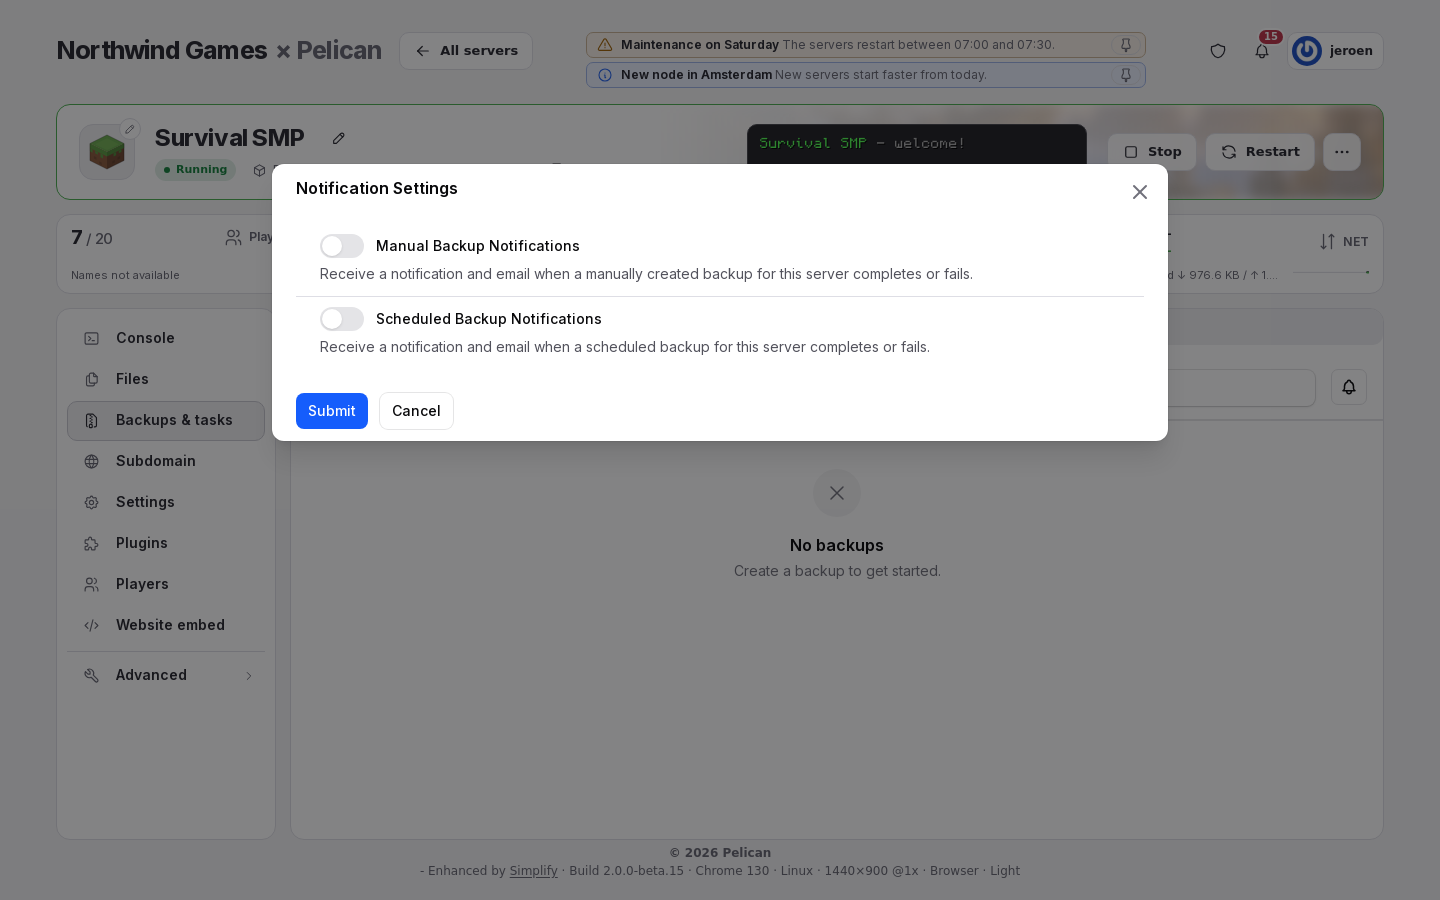 Northwind Games × Pelican
All servers
Maintenance on Saturday The servers restart between 07:00 and 07:30.
New node in Amsterdam New servers start faster from today.
15
jeroen
Survival SMP
Running
Survival SMP - welcome!
Stop
Restart
7 / 20
Names not available
NET
976.6 KB /
Notification Settings
Manual Backup Notifications
Receive a notification and email when a manually created backup for this server completes or fails.
Scheduled Backup Notifications
Receive a notification and email when a scheduled backup for this server completes or fails.
Submit
Cancel
Console
Files
Backups & tasks
Subdomain
Settings
Plugins
Players
Website embed
Advanced
No backups
Create a backup to get started.
© 2026 Pelican
- Enhanced by Simplify · Build 2.0.0-beta.15 · Chrome 130 · Linux · 1440×900 @1x · Browser · Light